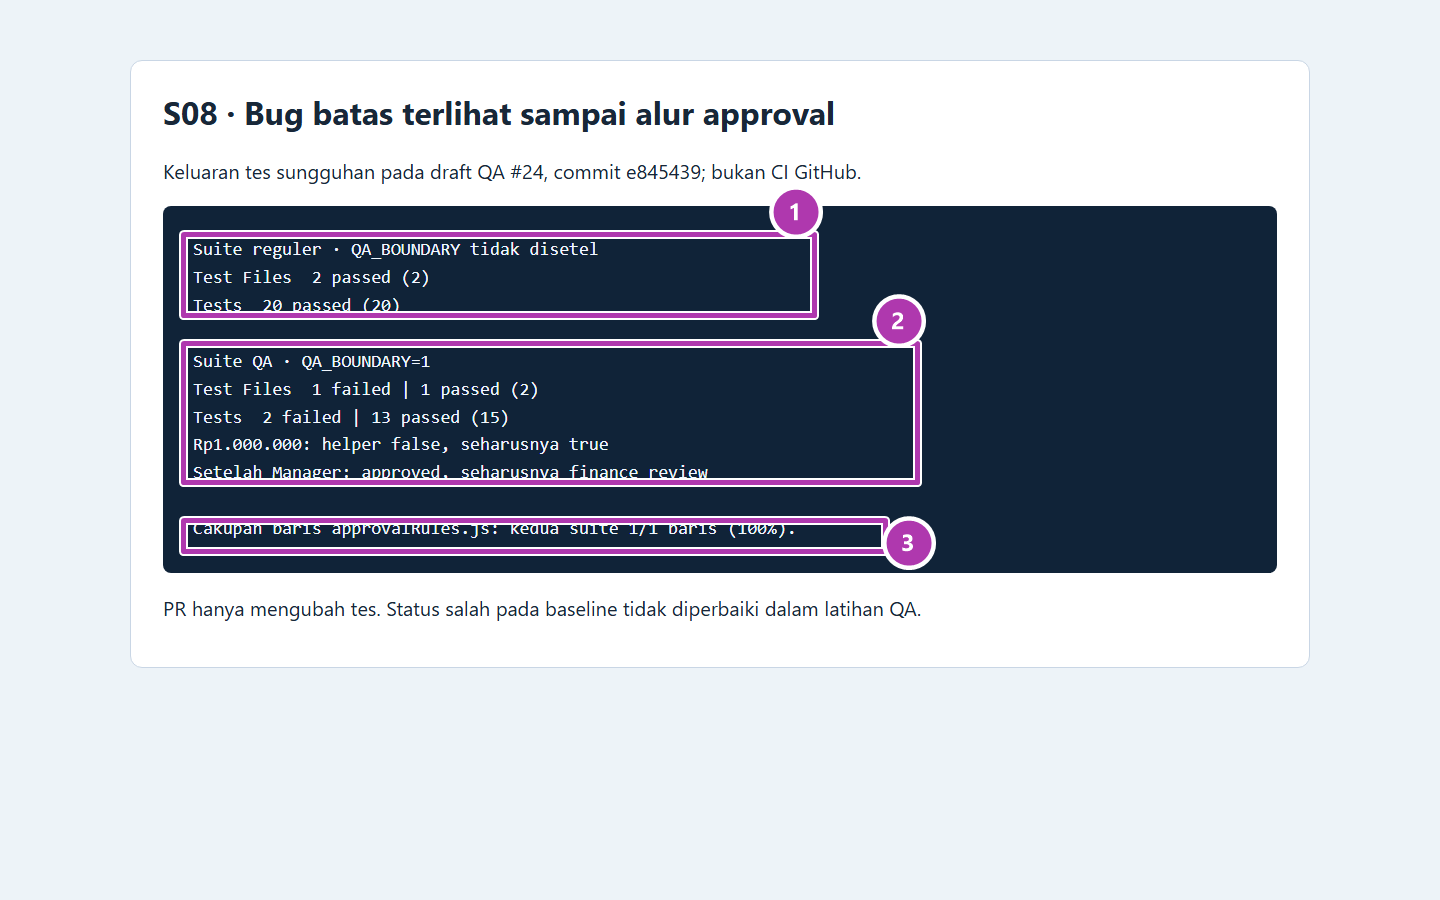 S08 · Bug batas terlihat sampai alur approval
Keluaran tes sungguhan pada draft QA #24, commit e845439; bukan CI GitHub.
1
Suite reguler · QA_BOUNDARY tidak disetel
Test Files  2 passed (2)
Tests  20 passed (20)
2
Suite QA · QA_BOUNDARY=1
Test Files  1 failed | 1 passed (2)
Tests  2 failed | 13 passed (15)
Rp1.000.000: helper false, seharusnya true
Setelah Manager: approved, seharusnya finance review
Cakupan baris approvalRules.js: kedua suite 1/1 baris (100%).
3
PR hanya mengubah tes. Status salah pada baseline tidak diperbaiki dalam latihan QA.